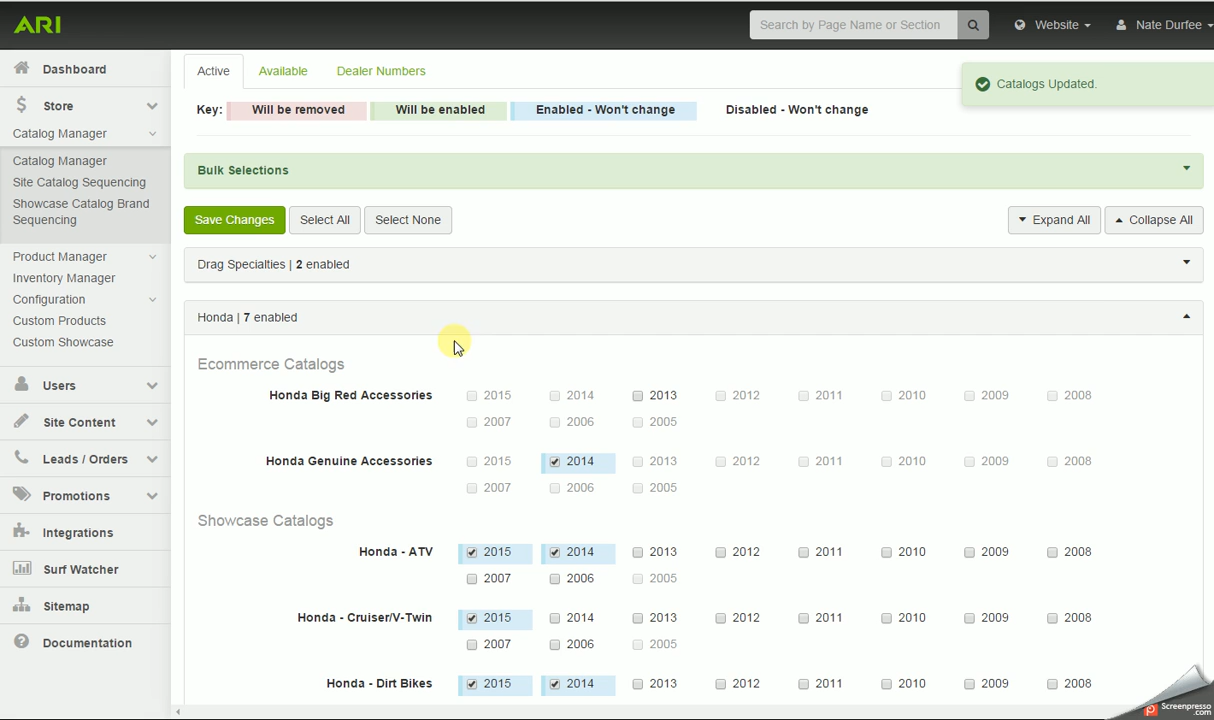 ARI
Search by Page Name or Section
Website
Nate Durfee
Dashboard
Store
Catalog Manager
Catalog Manager
Site Catalog Sequencing
Showcase Catalog Brand
Sequencing
Product Manager
Inventory Manager
Configuration
Custom Products
Custom Showcase
Users
Site Content
Leads / Orders
Promotions
Integrations
Surf Watcher
Sitemap
Documentation
Active Available Dealer Numbers
Catalogs Updated.
Key: Will be removed Will be enabled Enabled - Won't change Disabled - Won't change
Bulk Selections
Save Changes Select All Select None Expand All Collapse All
Drag Specialties | 2 enabled
Honda | 7 enabled
Ecommerce Catalogs
Honda Big Red Accessories 2015 2014 2013 2012 2011 2010 2009 2008
2007 2006 2005
Honda Genuine Accessories 2015 2014 2013 2012 2011 2010 2009 2008
2007 2006 2005
Showcase Catalogs
Honda - ATV 2015 2014 2013 2012 2011 2010 2009 2008
2007 2006 2005
Honda - Cruiser/V-Twin 2015 2014 2013 2012 2011 2010 2009 2008
2007 2006 2005
Honda - Dirt Bikes 2015 2014 2013 2012 2011 2010 2009 2008
Screenpresso
.com